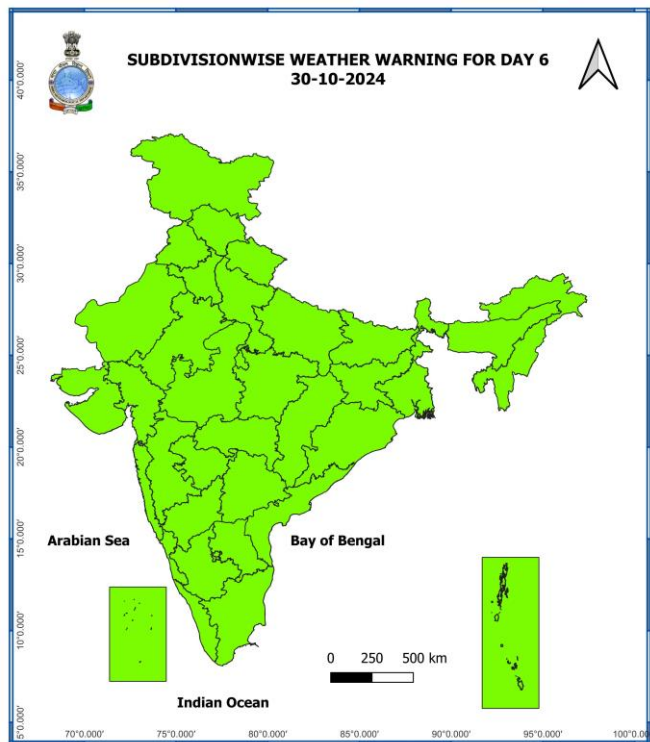 SUBDIVISIONWISE WEATHER WARNING FOR DAY 6
30-10-2024
40°0.000'
35°0.000'
30°0.000'
25°0.000'
20°0.000'
15°0.000'
10°0.000'
5°0.000'
Arabian Sea
Bay of Bengal
0 250 500 km
Indian Ocean
70°0.000' 75°0.000' 80°0.000' 85°0.000' 90°0.000' 95°0.000' 100°0.000'